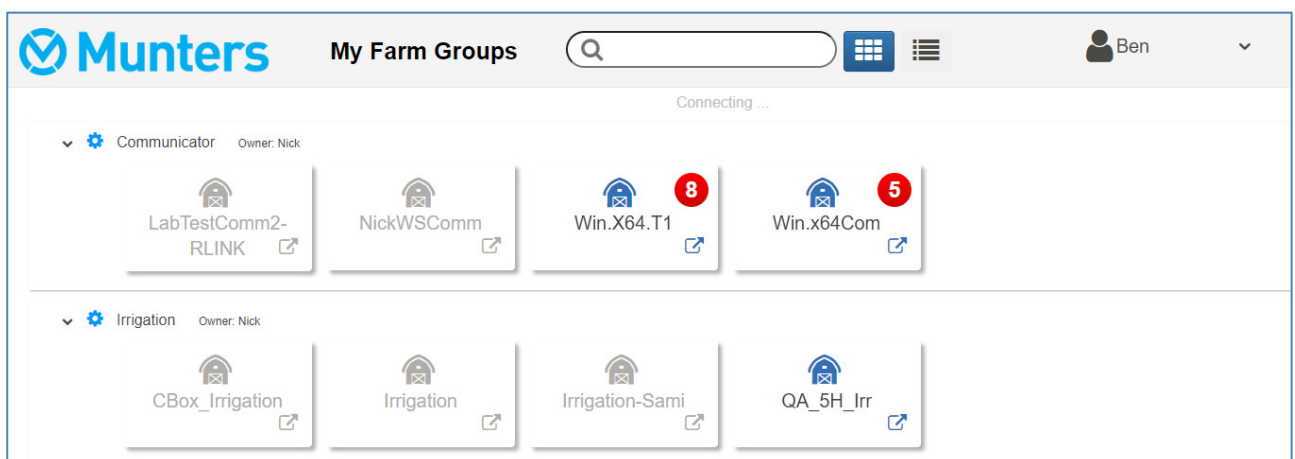 Munters My Farm Groups Ben
Connecting ...
Communicator Owner: Nick
8 5
LabTestComm2-
RLINK
NickWSComm
Win.X64.T1
Win.x64Com
Irrigation Owner: Nick
CBox_Irrigation
Irrigation
Irrigation-Sami
QA_5H_Irr